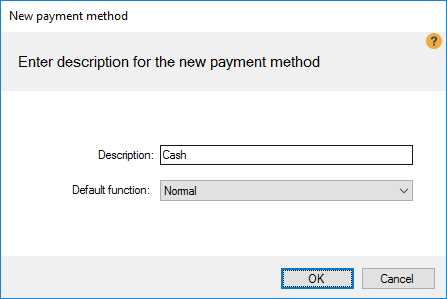 New payment method
?
Enter description for the new payment method
Description: Cash
Default function: Normal
OK Cancel